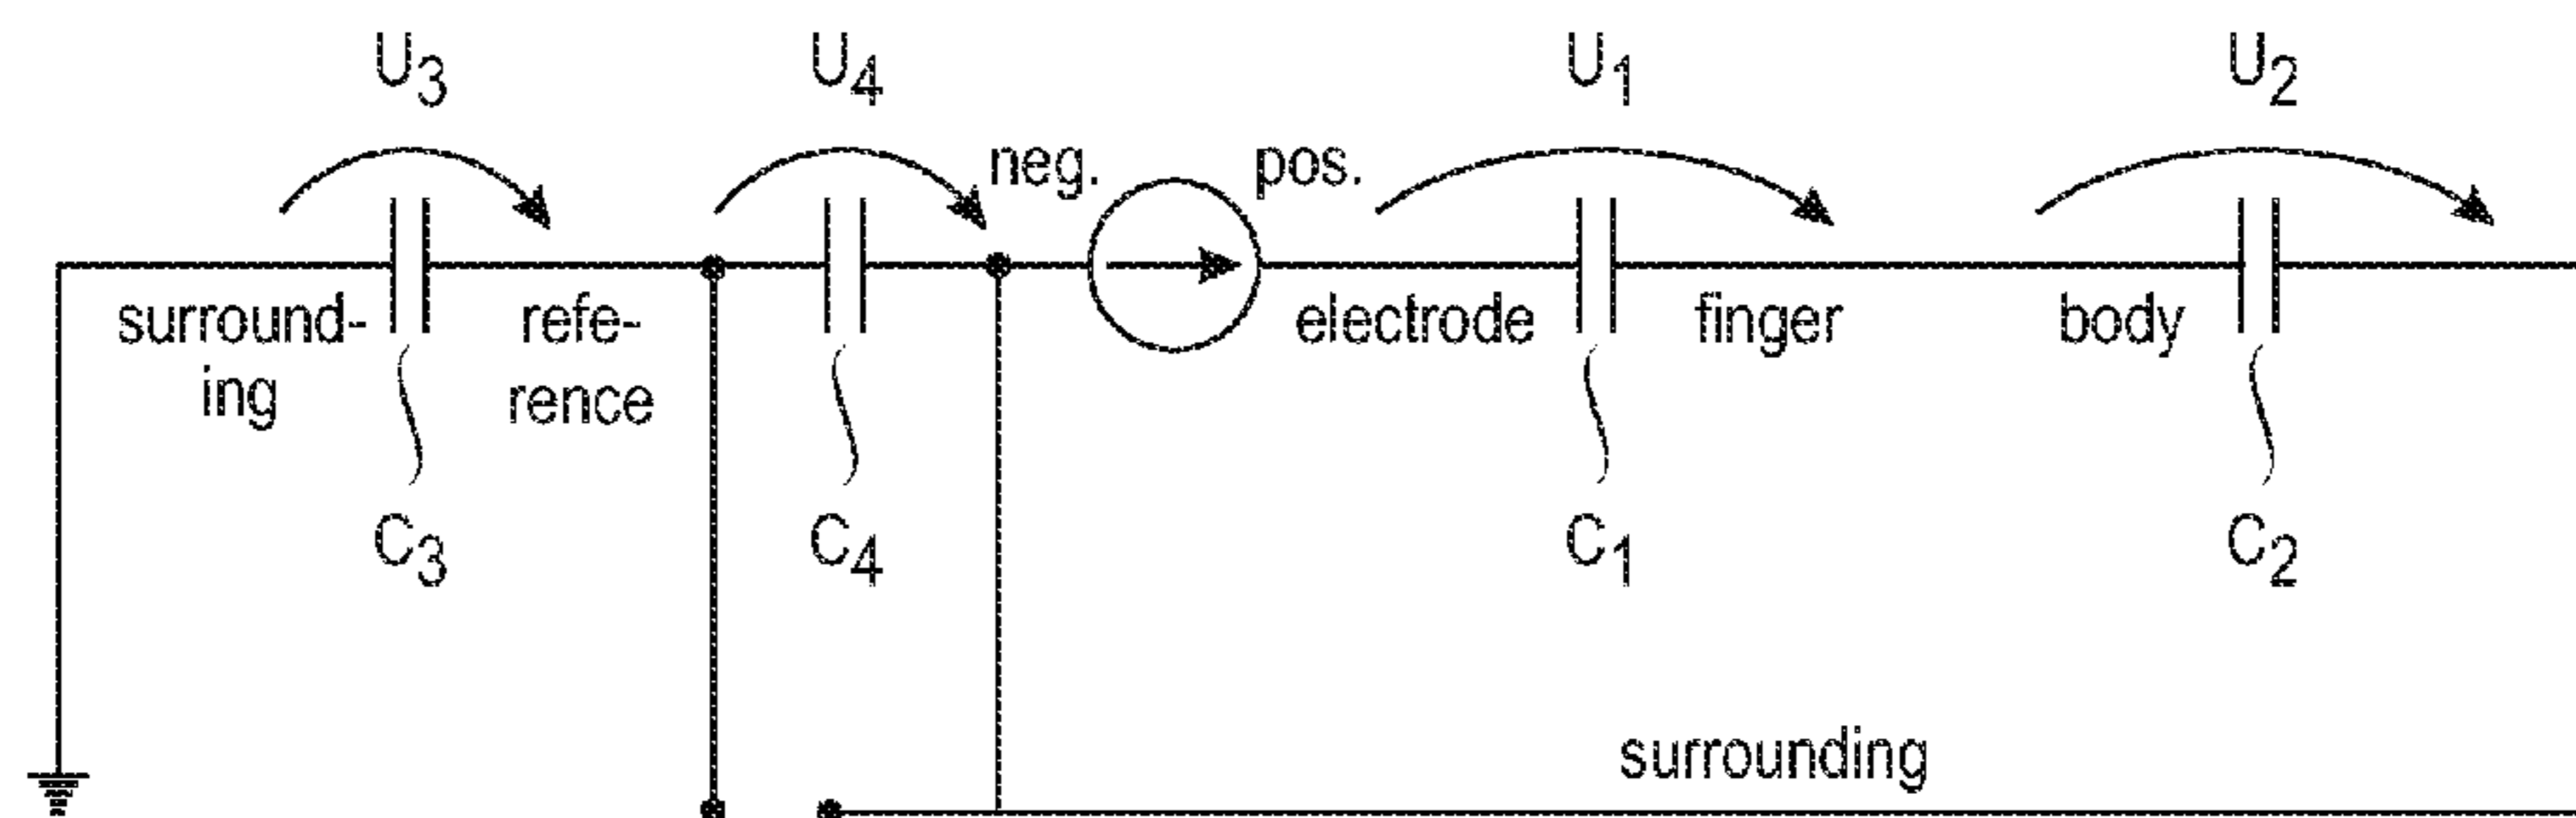 U3 U4 U1 U2
neg. pos.
surround-
ing
refe-
rence
electrode finger body
C3 C4 C1 C2
surrounding